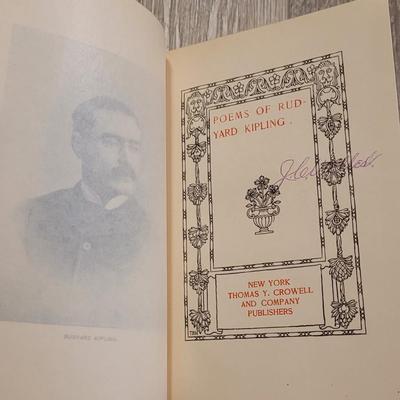 POEMS OF RUD-
YARD KIPLING.
NEW YORK
THOMAS Y. CROWELL
AND COMPANY
PUBLISHERS
RUDYARD KIPLING.